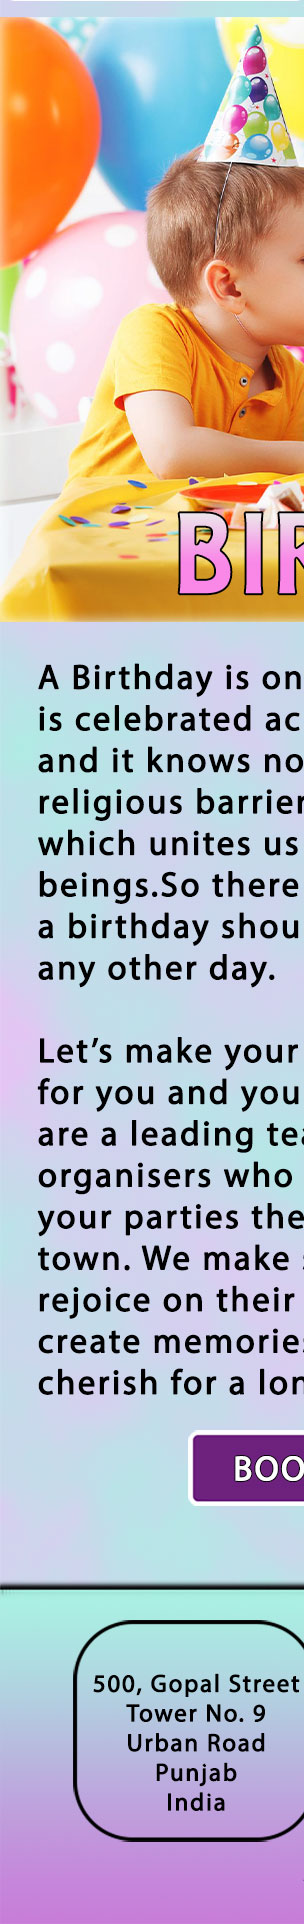 BIR
A Birthday is on
is celebrated ac
and it knows no
religious barrier
which unites us
beings.So there
a birthday shou
any other day.
Let’s make your
for you and you
are a leading tea
organisers who
your parties the
town. We make s
rejoice on their
create memories
cherish for a lon
BOO
500, Gopal Street
Tower No. 9
Urban Road
Punjab
India